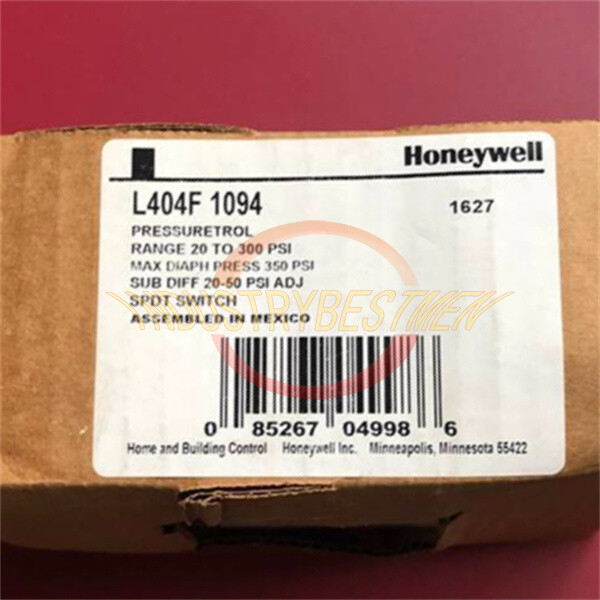 Honeywell
L404F 1094
1627
PRESSURETROL
RANGE 20 TO 300 PSI
MAX DIAPH PRESS 350 PSI
SUB DIFF 20-50 PSI ADJ
SPDT SWITCH
ASSEMBLED IN MEXICO
INDUSTRYBESTMEN
0 85267 04998 6
Home and Building Control Honeywell Inc. Minneapolis, Minnesota 55422